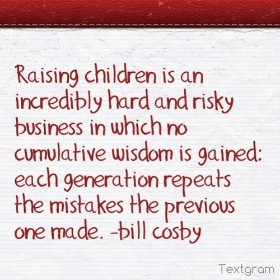 Raising children is an
incredibly hard and risky
business in which no
cumulative wisdom is gained:
each generation repeats
the mistakes the previous
one made. -bill cosby
Textgram